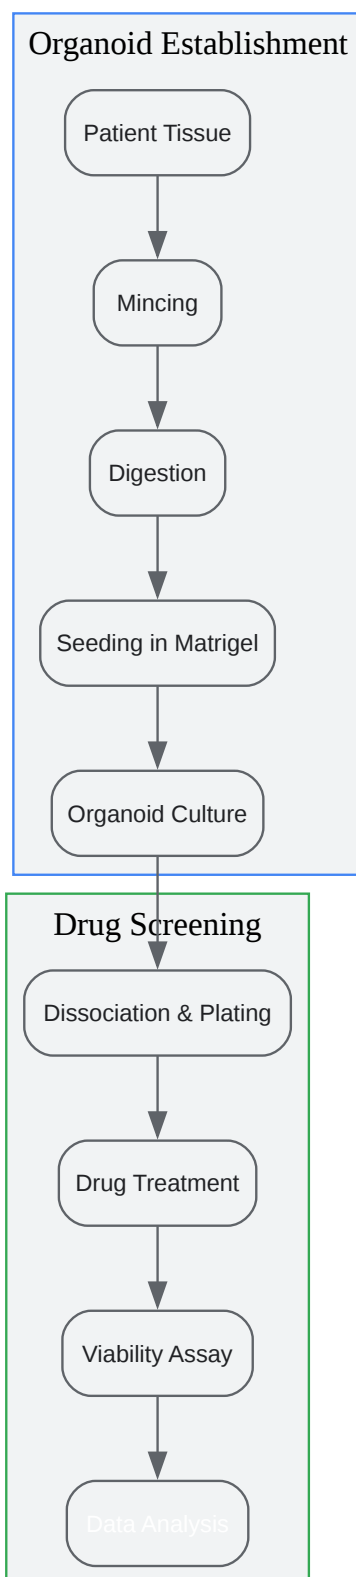 Organoid Establishment
Patient Tissue
Mincing
Digestion
Seeding in Matrigel
Organoid Culture
Drug Screening
Dissociation & Plating
Drug Treatment
Viability Assay
Data Analysis